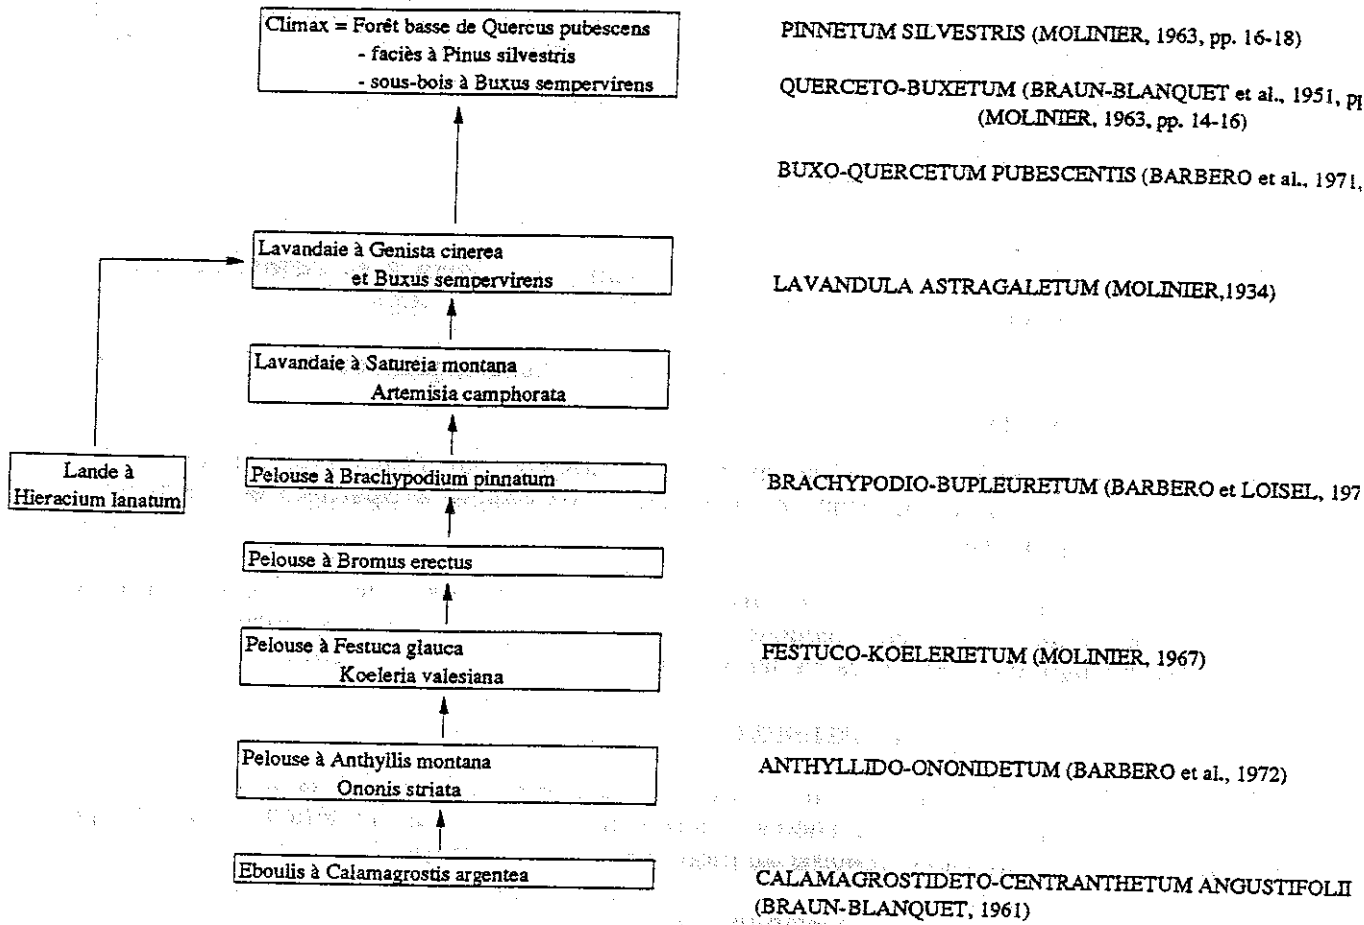 Climax = Forêt basse de Quercus pubescens
- faciès à Pinus silvestris
- sous-bois à Buxus sempervirens
PINNETUM SILVESTRIS (MOLINIER, 1963, pp. 16-18)
QUERCETO-BUXETUM (BRAUN-BLANQUET et al., 1951, pp
(MOLINIER, 1963, pp. 14-16)
BUXO-QUERCETUM PUBESCENTIS (BARBERO et al., 1971,
Lavandaie à Genista cinerea
et Buxus sempervirens
LAVANDULA ASTRAGALETUM (MOLINIER,1934)
Lavandaie à Satureia montana
Artemisia camphorata
Lande à
Hieracium lanatum
Pelouse à Brachypodium pinnatum
BRACHYPODIO-BUPLEURETUM (BARBERO et LOISEL, 197
Pelouse à Bromus erectus
Pelouse à Festuca glauca
Koeleria valesiana
FESTUCO-KOELERIETUM (MOLINIER, 1967)
Pelouse à Anthyllis montana
Ononis striata
ANTHYLLIDO-ONONIDETUM (BARBERO et al., 1972)
Eboulis à Calamagrostis argentea
CALAMAGROSTIDETO-CENTRANTHETUM ANGUSTIFOLII
(BRAUN-BLANQUET, 1961)